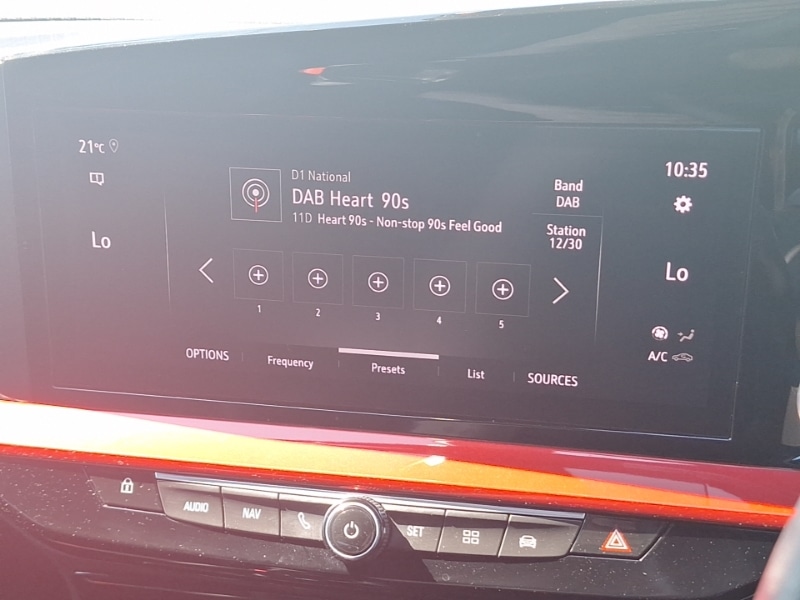 21°C
Lo
D1 National
DAB Heart 90s
11D Heart 90s - Non-stop 90s Feel Good
Band
DAB
Station
12/30
10:35
Lo
1 2 3 4 5
A/C
OPTIONS Frequency Presets List SOURCES
AUDIO NAV SET